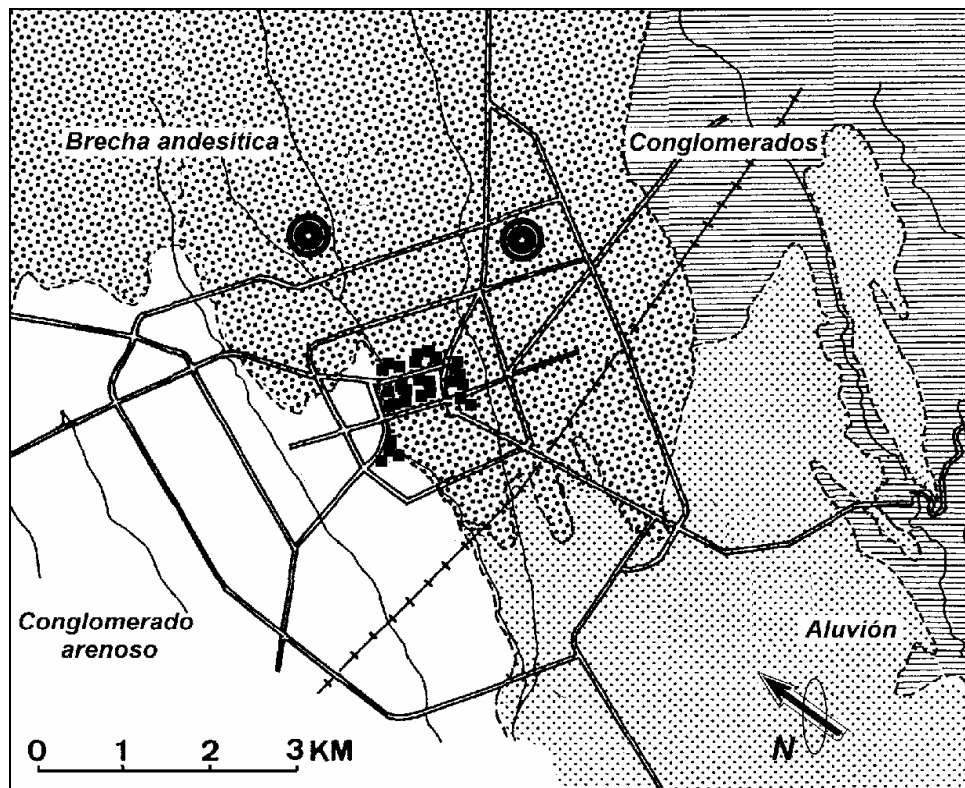 Brecha andesítica
Conglomerados
Conglomerado
arenoso
Aluvión
N
0 1 2 3 KM